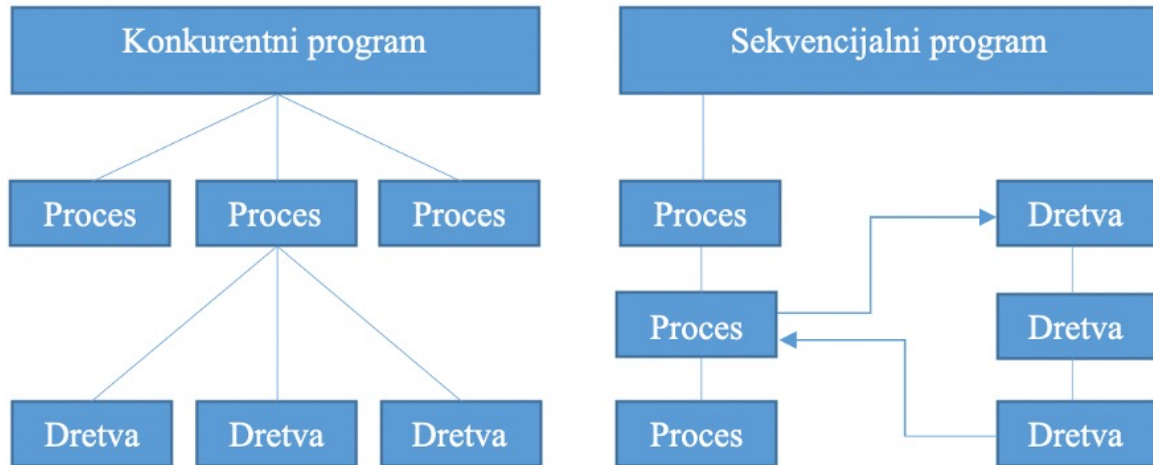 Konkurentni program
Proces
Proces
Proces
Dretva
Dretva
Dretva
Sekvencijalni program
Proces
Proces
Proces
Dretva
Dretva
Dretva